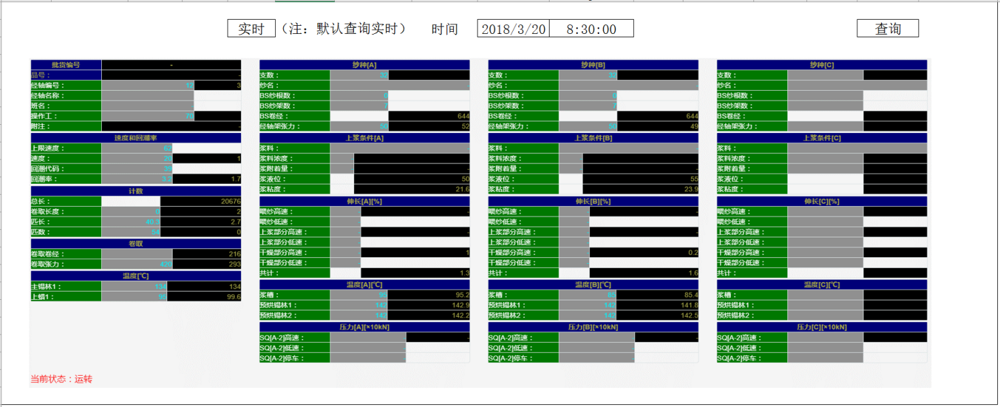 实时 （注：默认查询实时） 时间 2018/3/20 8:30:00 查询
批货编号 -
品号： -
经轴编号： 12 3
经轴名称：
班名： -
操作工： 70
附注： -
速度和回潮率
上限速度： 62
速度： 20 1
回潮代码： 39
回潮率： 3.2 1.7
计数
总长： 20676
卷取长度： 0 2
匹长： 40.3 2.7
匹数： 54 0
卷取
卷取卷经： 216
卷取张力： 420 293
温度[℃]
主锡林1： 134 134
上蜡1： 95 99.6
当前状态：运转
纱种[A]
支数： 32
纱名： -
BS纱根数： 0
BS纱架数： 7
BS卷经： 644
经轴架张力： 50 52
上浆条件[A]
浆料： -
浆料浓度： -
浆附着量： - -
浆液位： 50
浆粘度： 21.6
伸长[A][%]
喂纱高速： - -
喂纱低速： -
上浆部分高速： - -
上浆部分低速： -
干燥部分高速： - 1
干燥部分低速： -
共计： 1.3
温度[A][℃]
浆槽： 95 95.2
预烘锡林1： 142 142.9
预烘锡林2： 142 142.2
压力[A][×10kN]
SQ[A-2]高速： - -
SQ[A-2]低速： -
SQ[A-2]停车： -
纱种[B]
支数： 32
纱名： -
BS纱根数： 0
BS纱架数： 7
BS卷经： 644
经轴架张力： 50 49
上浆条件[B]
浆料： -
浆料浓度： -
浆附着量： - -
浆液位： 55
浆粘度： 23.9
伸长[B][%]
喂纱高速： - -
喂纱低速： -
上浆部分高速： - -
上浆部分低速： -
干燥部分高速： - 0.2
干燥部分低速： -
共计： 1.6
温度[B][℃]
浆槽： 85 85.4
预烘锡林1： 142 141.8
预烘锡林2： 142 142.5
压力[B][×10kN]
SQ[A-2]高速： - -
SQ[A-2]低速： -
SQ[A-2]停车： -
纱种[C]
支数：
纱名：
BS纱根数：
BS纱架数：
BS卷经：
经轴架张力：
上浆条件[C]
浆料：
浆料浓度：
浆附着量：
浆液位：
浆粘度：
伸长[C][%]
喂纱高速：
喂纱低速：
上浆部分高速：
上浆部分低速：
干燥部分高速：
干燥部分低速：
共计：
温度[C][℃]
浆槽：
预烘锡林1：
预烘锡林2：
压力[C][×10kN]
SQ[A-2]高速：
SQ[A-2]低速：
SQ[A-2]停车：